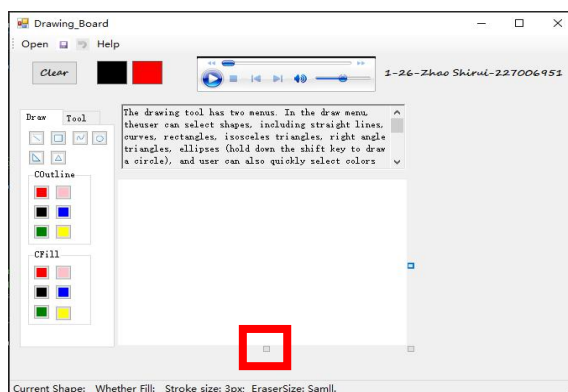 Drawing_Board
Open Help
Clear
1-26-Zhao Shirui-227006951
Draw Tool
The drawing tool has two menus. In the draw menu,
theuser can select shapes, including straight lines,
curves, rectangles, isosceles triangles, right angle
triangles, ellipses (hold down the shift key to draw
a circle), and user can also quickly select colors
COutline
CFill
Current Shape: Whether Fill: Stroke size: 3px; EraserSize: Samll.